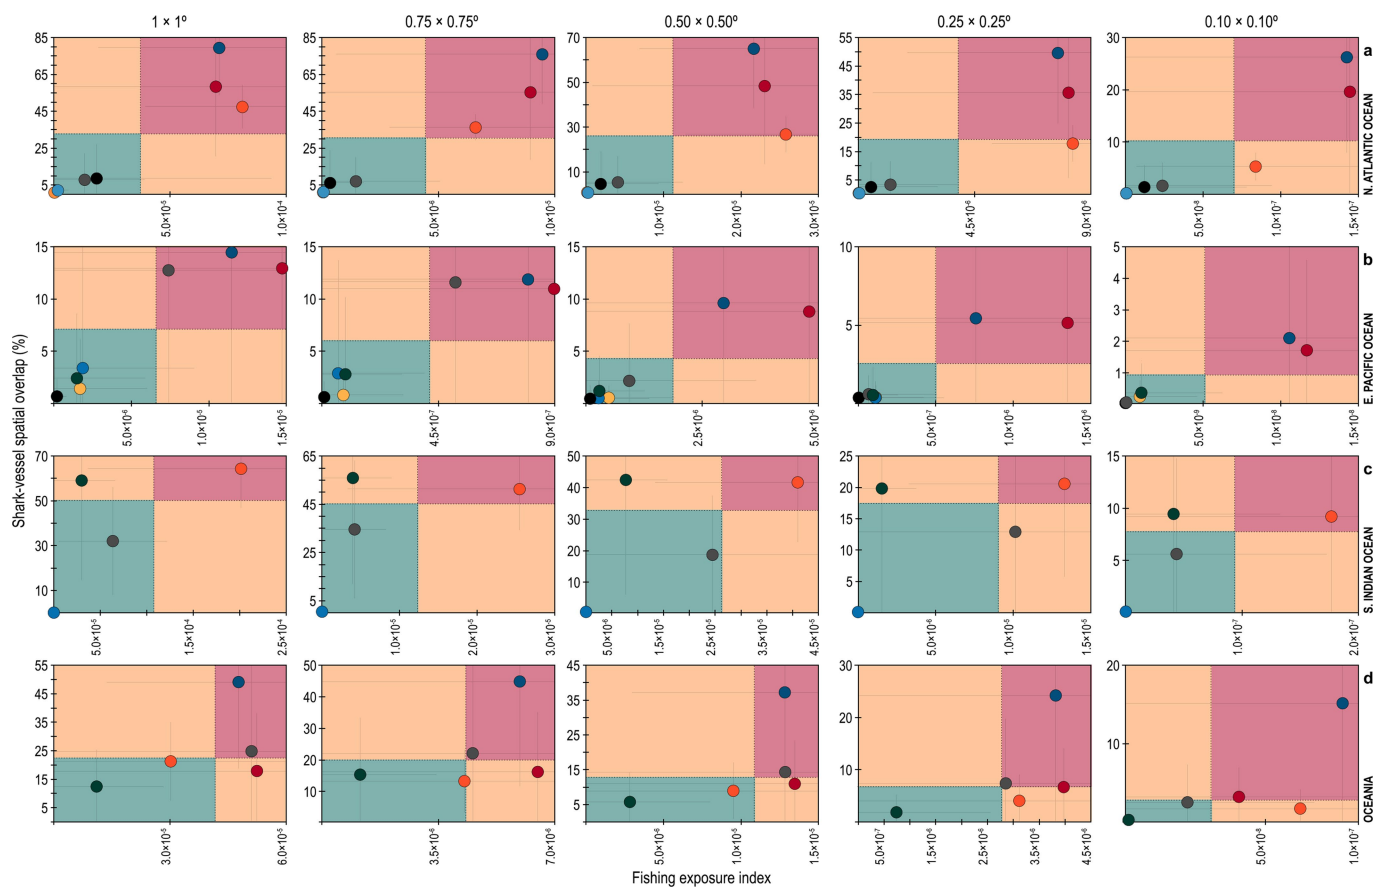 1 × 1º 0.75 × 0.75º 0.50 × 0.50º 0.25 × 0.25º 0.10 × 0.10º
Shark-vessel spatial overlap (%)
a
N. ATLANTIC OCEAN
85 65 45 25 5
5.0×10⁻⁵ 1.0×10⁻⁴
85 65 45 25 5
5.0×10⁻⁶ 1.0×10⁻⁵
70 50 30 10
1.0×10⁻⁵ 2.0×10⁻⁵ 3.0×10⁻⁵
55 45 35 25 15 5
4.5×10⁻⁶ 9.0×10⁻⁶
30 20 10
5.0×10⁻⁸ 1.0×10⁻⁷ 1.5×10⁻⁷
b
E. PACIFIC OCEAN
15 10 5
5.0×10⁻⁶ 1.0×10⁻⁵ 1.5×10⁻⁵
15 10 5
4.5×10⁻⁷ 9.0×10⁻⁷
15 10 5
2.5×10⁻⁶ 5.0×10⁻⁶
10 5
5.0×10⁻⁷ 1.0×10⁻⁶ 1.5×10⁻⁶
5 4 3 2 1
5.0×10⁻⁹ 1.0×10⁻⁸ 1.5×10⁻⁸
c
S. INDIAN OCEAN
70 50 30 10
5.0×10⁻⁵ 1.5×10⁻⁴ 2.5×10⁻⁴
65 45 25 5
1.0×10⁻⁵ 2.0×10⁻⁵ 3.0×10⁻⁵
50 40 30 20 10
5.0×10⁻⁶ 1.5×10⁻⁵ 2.5×10⁻⁵ 3.5×10⁻⁵ 4.5×10⁻⁵
25 20 15 10 5
5.0×10⁻⁶ 1.0×10⁻⁵ 1.5×10⁻⁵
15 10 5
1.0×10⁻⁷ 2.0×10⁻⁷
d
OCEANIA
55 45 35 25 15 5
3.0×10⁻⁵ 6.0×10⁻⁵
50 40 30 20 10
3.5×10⁻⁶ 7.0×10⁻⁶
45 35 25 15 5
5.0×10⁻⁶ 1.0×10⁻⁵ 1.5×10⁻⁵
30 20 10
5.0×10⁻⁷ 1.5×10⁻⁶ 2.5×10⁻⁶ 3.5×10⁻⁶ 4.5×10⁻⁶
20 10
5.0×10⁻⁸ 1.0×10⁻⁷
Fishing exposure index